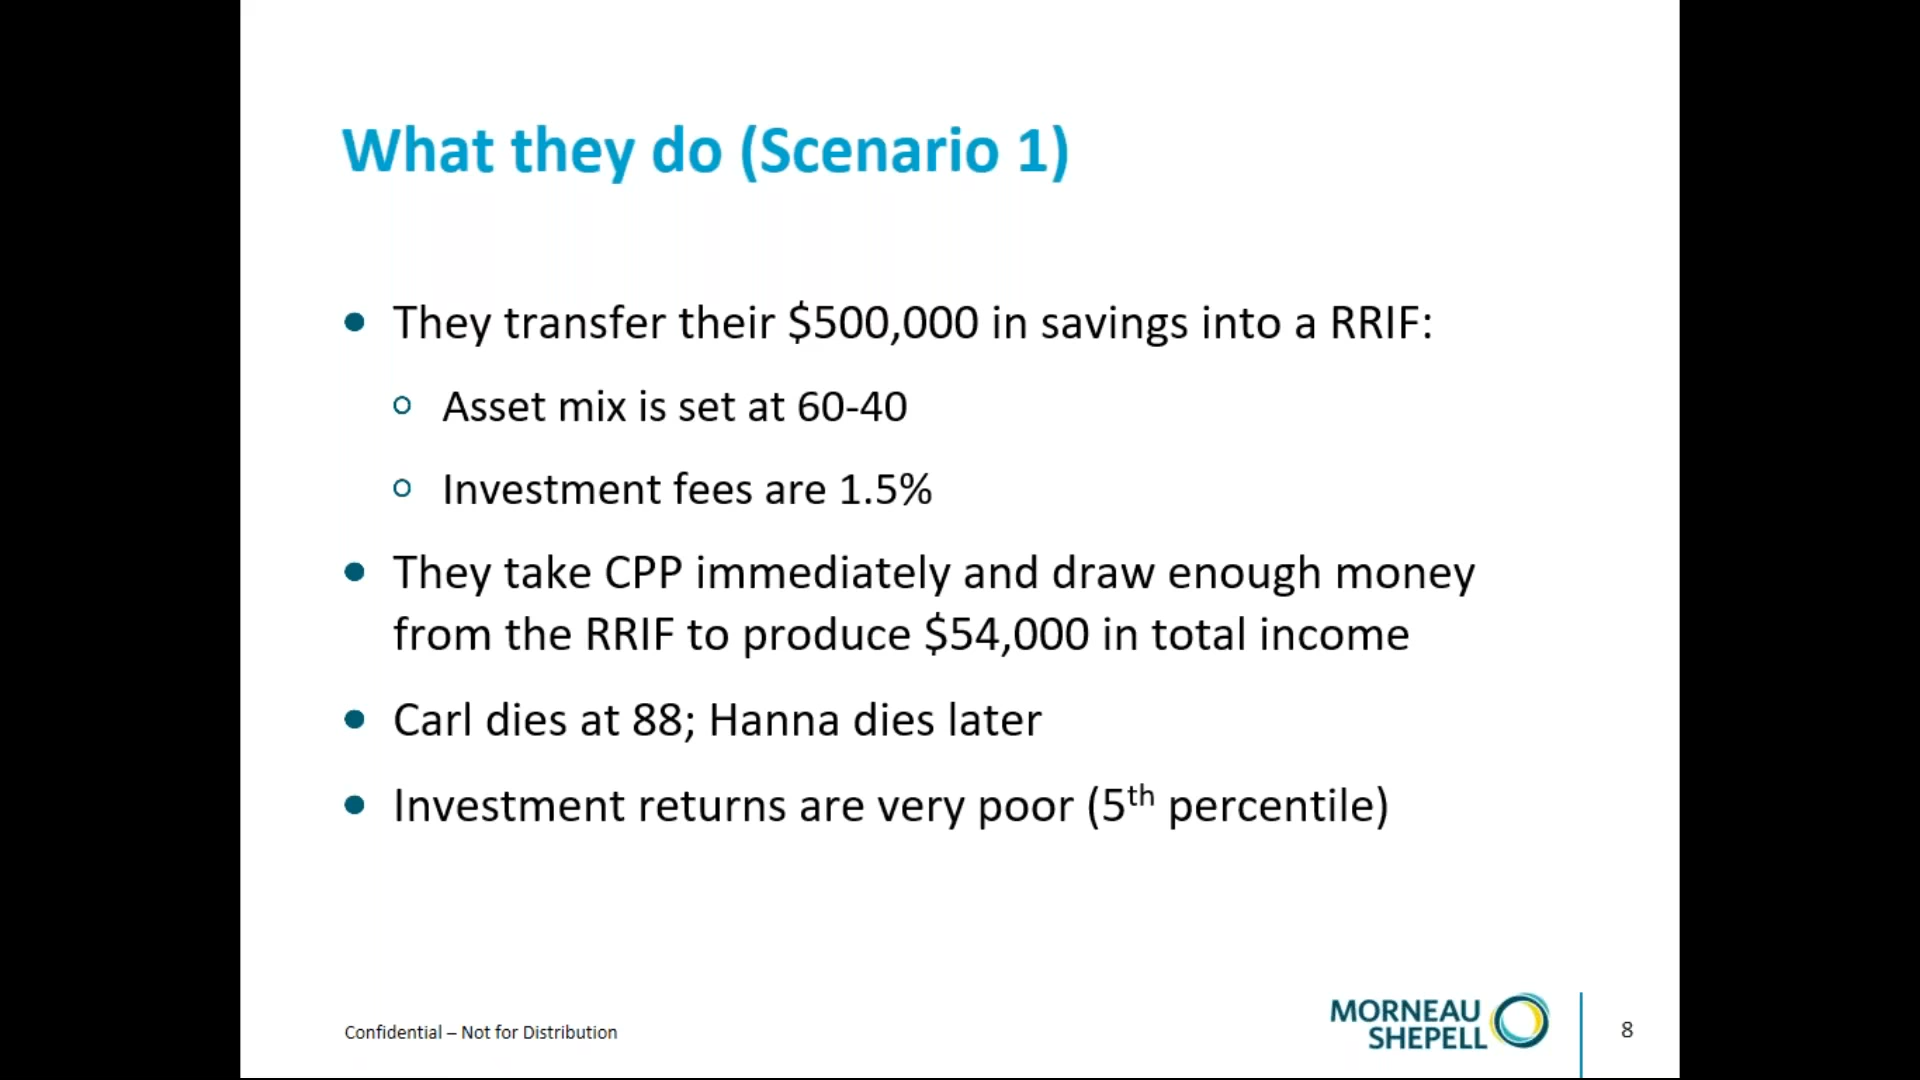 What they do (Scenario 1)
They transfer their $500,000 in savings into a RRIF:
Asset mix is set at 60-40
Investment fees are 1.5%
They take CPP immediately and draw enough money
from the RRIF to produce $54,000 in total income
Carl dies at 88; Hanna dies later
Investment returns are very poor (5th percentile)
Confidential – Not for Distribution
MORNEAU
SHEPELL
8